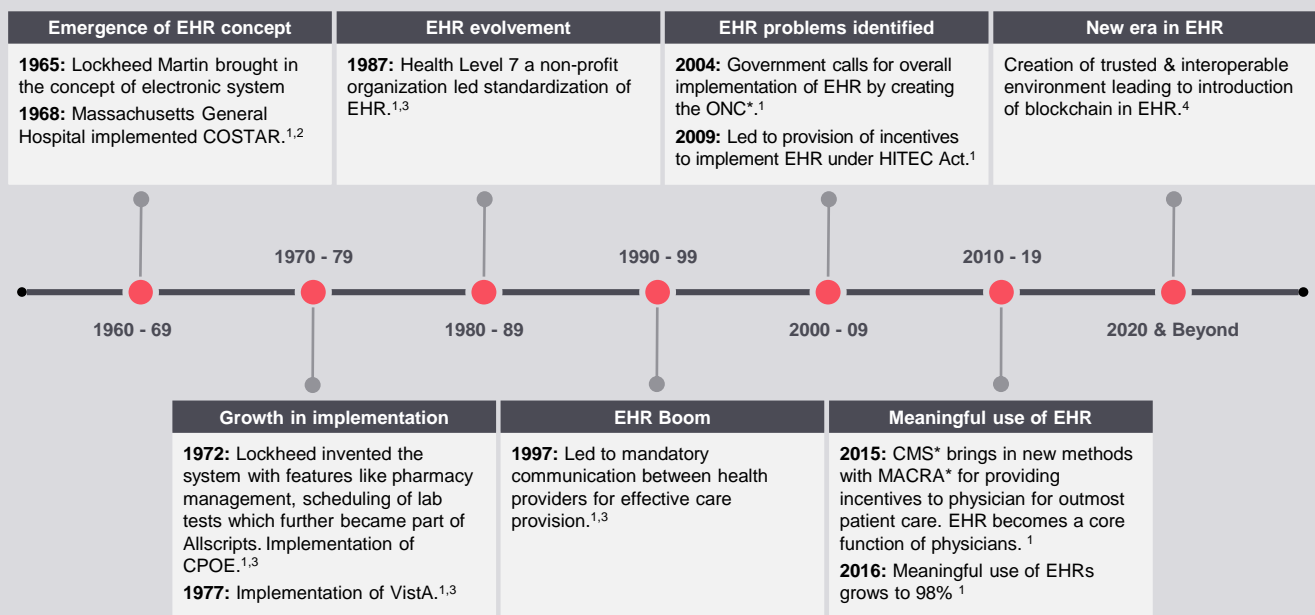 Emergence of EHR concept
1965: Lockheed Martin brought in
the concept of electronic system
1968: Massachusetts General
Hospital implemented COSTAR.1,2
EHR evolvement
1987: Health Level 7 a non-profit
organization led standardization of
EHR.1,3
EHR problems identified
2004: Government calls for overall
implementation of EHR by creating
the ONC*.1
2009: Led to provision of incentives
to implement EHR under HITEC Act.1
New era in EHR
Creation of trusted & interoperable
environment leading to introduction
of blockchain in EHR.4
1970 - 79
1990 - 99
2010 - 19
1960 - 69
1980 - 89
2000 - 09
2020 & Beyond
Growth in implementation
1972: Lockheed invented the
system with features like pharmacy
management, scheduling of lab
tests which further became part of
Allscripts. Implementation of
CPOE.1,3
1977: Implementation of VistA.1,3
EHR Boom
1997: Led to mandatory
communication between health
providers for effective care
provision.1,3
Meaningful use of EHR
2015: CMS* brings in new methods
with MACRA* for providing
incentives to physician for outmost
patient care. EHR becomes a core
function of physicians. 1
2016: Meaningful use of EHRs
grows to 98% 1